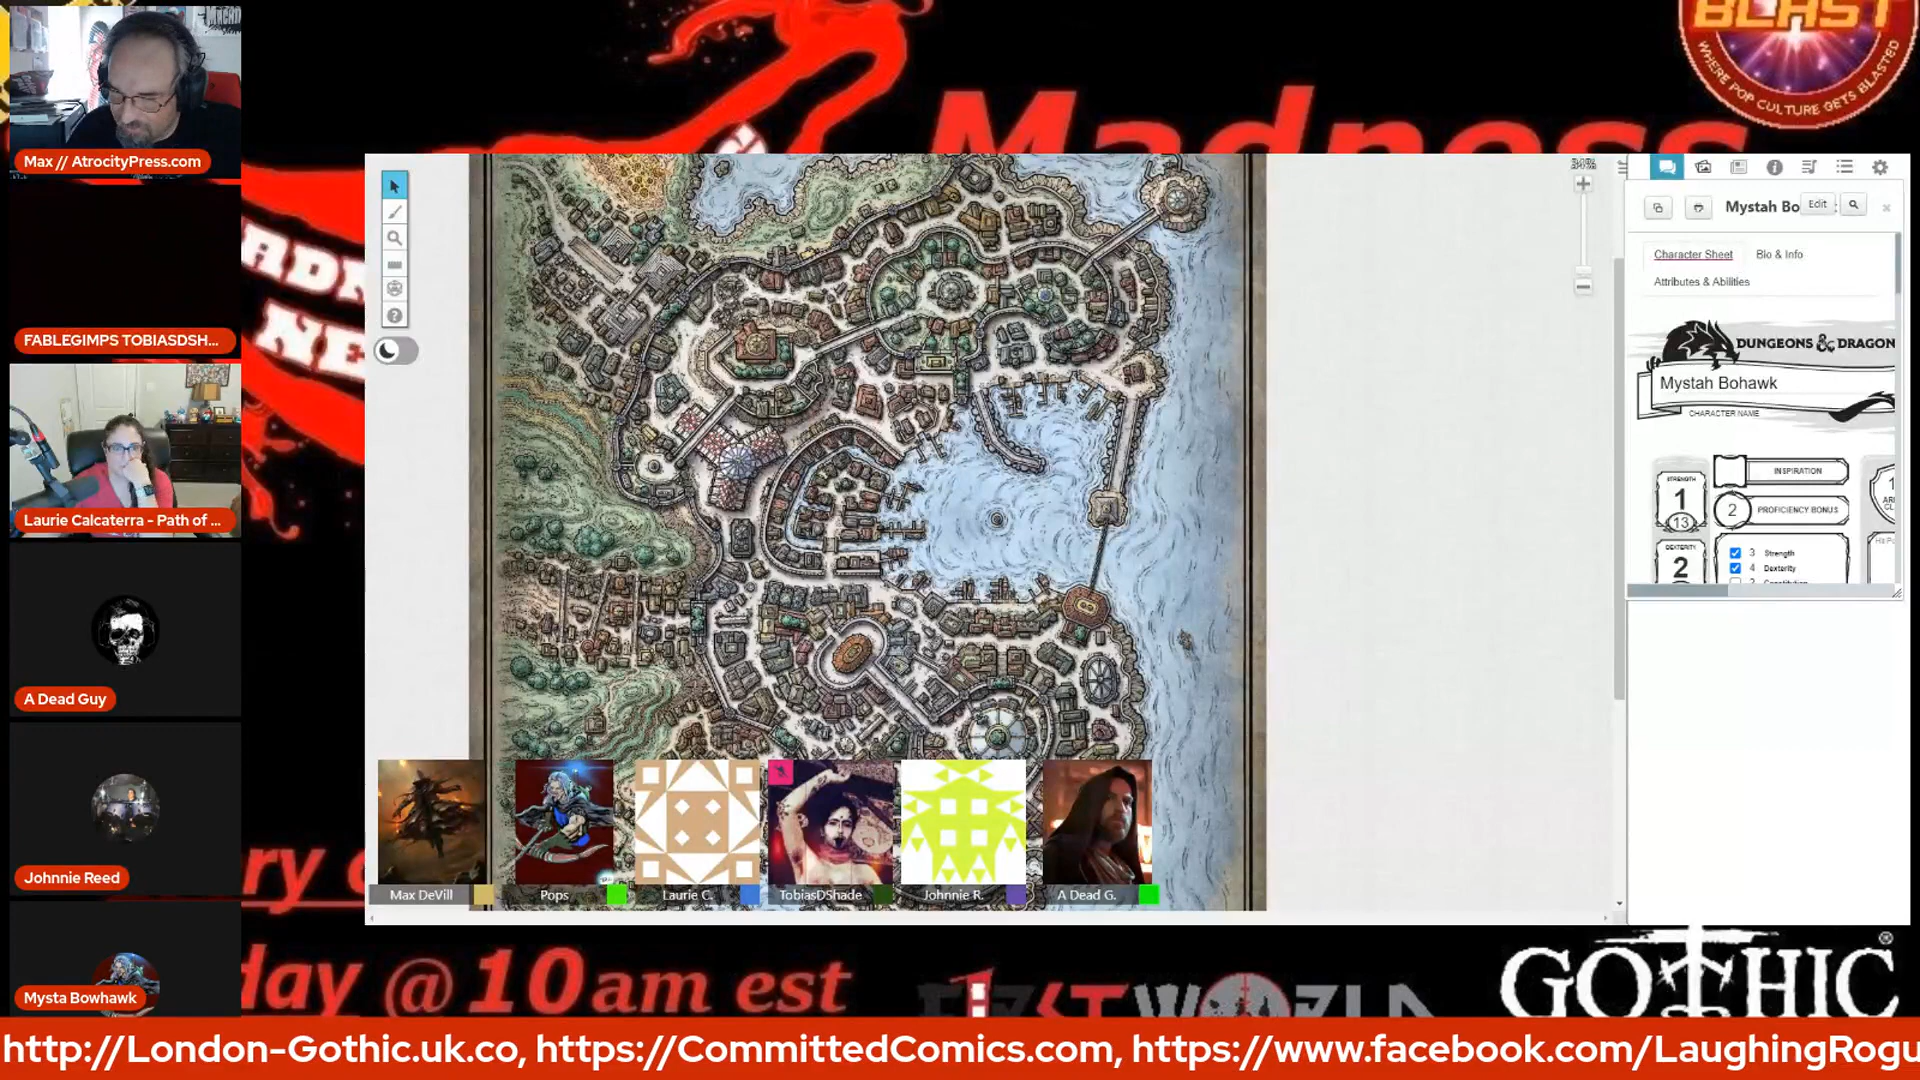 BLAST
WHERE POP CULTURE GETS BLASTED
Madness
Max // AtrocityPress.com
FABLEGIMPS TOBIASDSH...
Laurie Calcaterra - Path of ...
A Dead Guy
Johnnie Reed
Mysta Bowhawk
Mystah Bo
Edit
Character Sheet
Bio & Info
Attributes & Abilities
DUNGEONS & DRAGON
Mystah Bohawk
CHARACTER NAME
INSPIRATION
STRENGTH
1
13
2
PROFICIENCY BONUS
DEXTERITY
2
3 Strength
4 Dexterity
Max DeVill
Pops
Laurie C.
TobiasDShade
Johnnie R.
A Dead G.
day @ 10am est
GOTHIC
http://London-Gothic.uk.co, https://CommittedComics.com, https://www.facebook.com/LaughingRogu